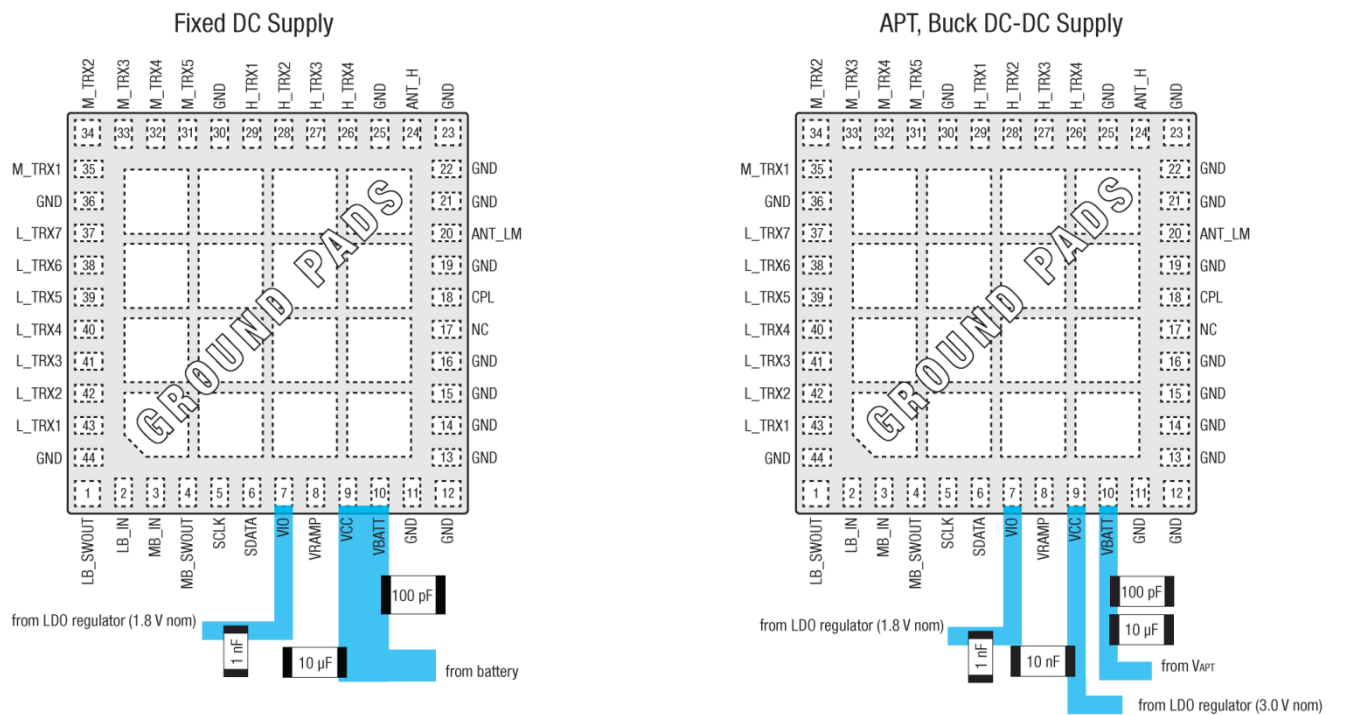 Fixed DC Supply
M_TRX2
M_TRX3
M_TRX4
M_TRX5
GND
H_TRX1
H_TRX2
H_TRX3
H_TRX4
GND
ANT_H
GND
34 33 32 31 30 29 28 27 26 25 24 23
M_TRX1 35 22 GND
GND 36 21 GND
L_TRX7 37 20 ANT_LM
L_TRX6 38 19 GND
L_TRX5 39 18 CPL
L_TRX4 40 17 NC
L_TRX3 41 16 GND
L_TRX2 42 15 GND
L_TRX1 43 14 GND
GND 44 13 GND
GROUND PADS
1 2 3 4 5 6 7 8 9 10 11 12
LB_SWOUT
LB_IN
MB_IN
MB_SWOUT
SCLK
SDATA
VIO
VRAMP
VCC
VBATT
GND
GND
100 pF
from LDO regulator (1.8 V nom)
1 nF
10 µF
from battery
APT, Buck DC-DC Supply
M_TRX2
M_TRX3
M_TRX4
M_TRX5
GND
H_TRX1
H_TRX2
H_TRX3
H_TRX4
GND
ANT_H
GND
34 33 32 31 30 29 28 27 26 25 24 23
M_TRX1 35 22 GND
GND 36 21 GND
L_TRX7 37 20 ANT_LM
L_TRX6 38 19 GND
L_TRX5 39 18 CPL
L_TRX4 40 17 NC
L_TRX3 41 16 GND
L_TRX2 42 15 GND
L_TRX1 43 14 GND
GND 44 13 GND
GROUND PADS
1 2 3 4 5 6 7 8 9 10 11 12
LB_SWOUT
LB_IN
MB_IN
MB_SWOUT
SCLK
SDATA
VIO
VRAMP
VCC
VBATT
GND
GND
100 pF
10 µF
from LDO regulator (1.8 V nom)
1 nF
10 nF
from VAPT
from LDO regulator (3.0 V nom)